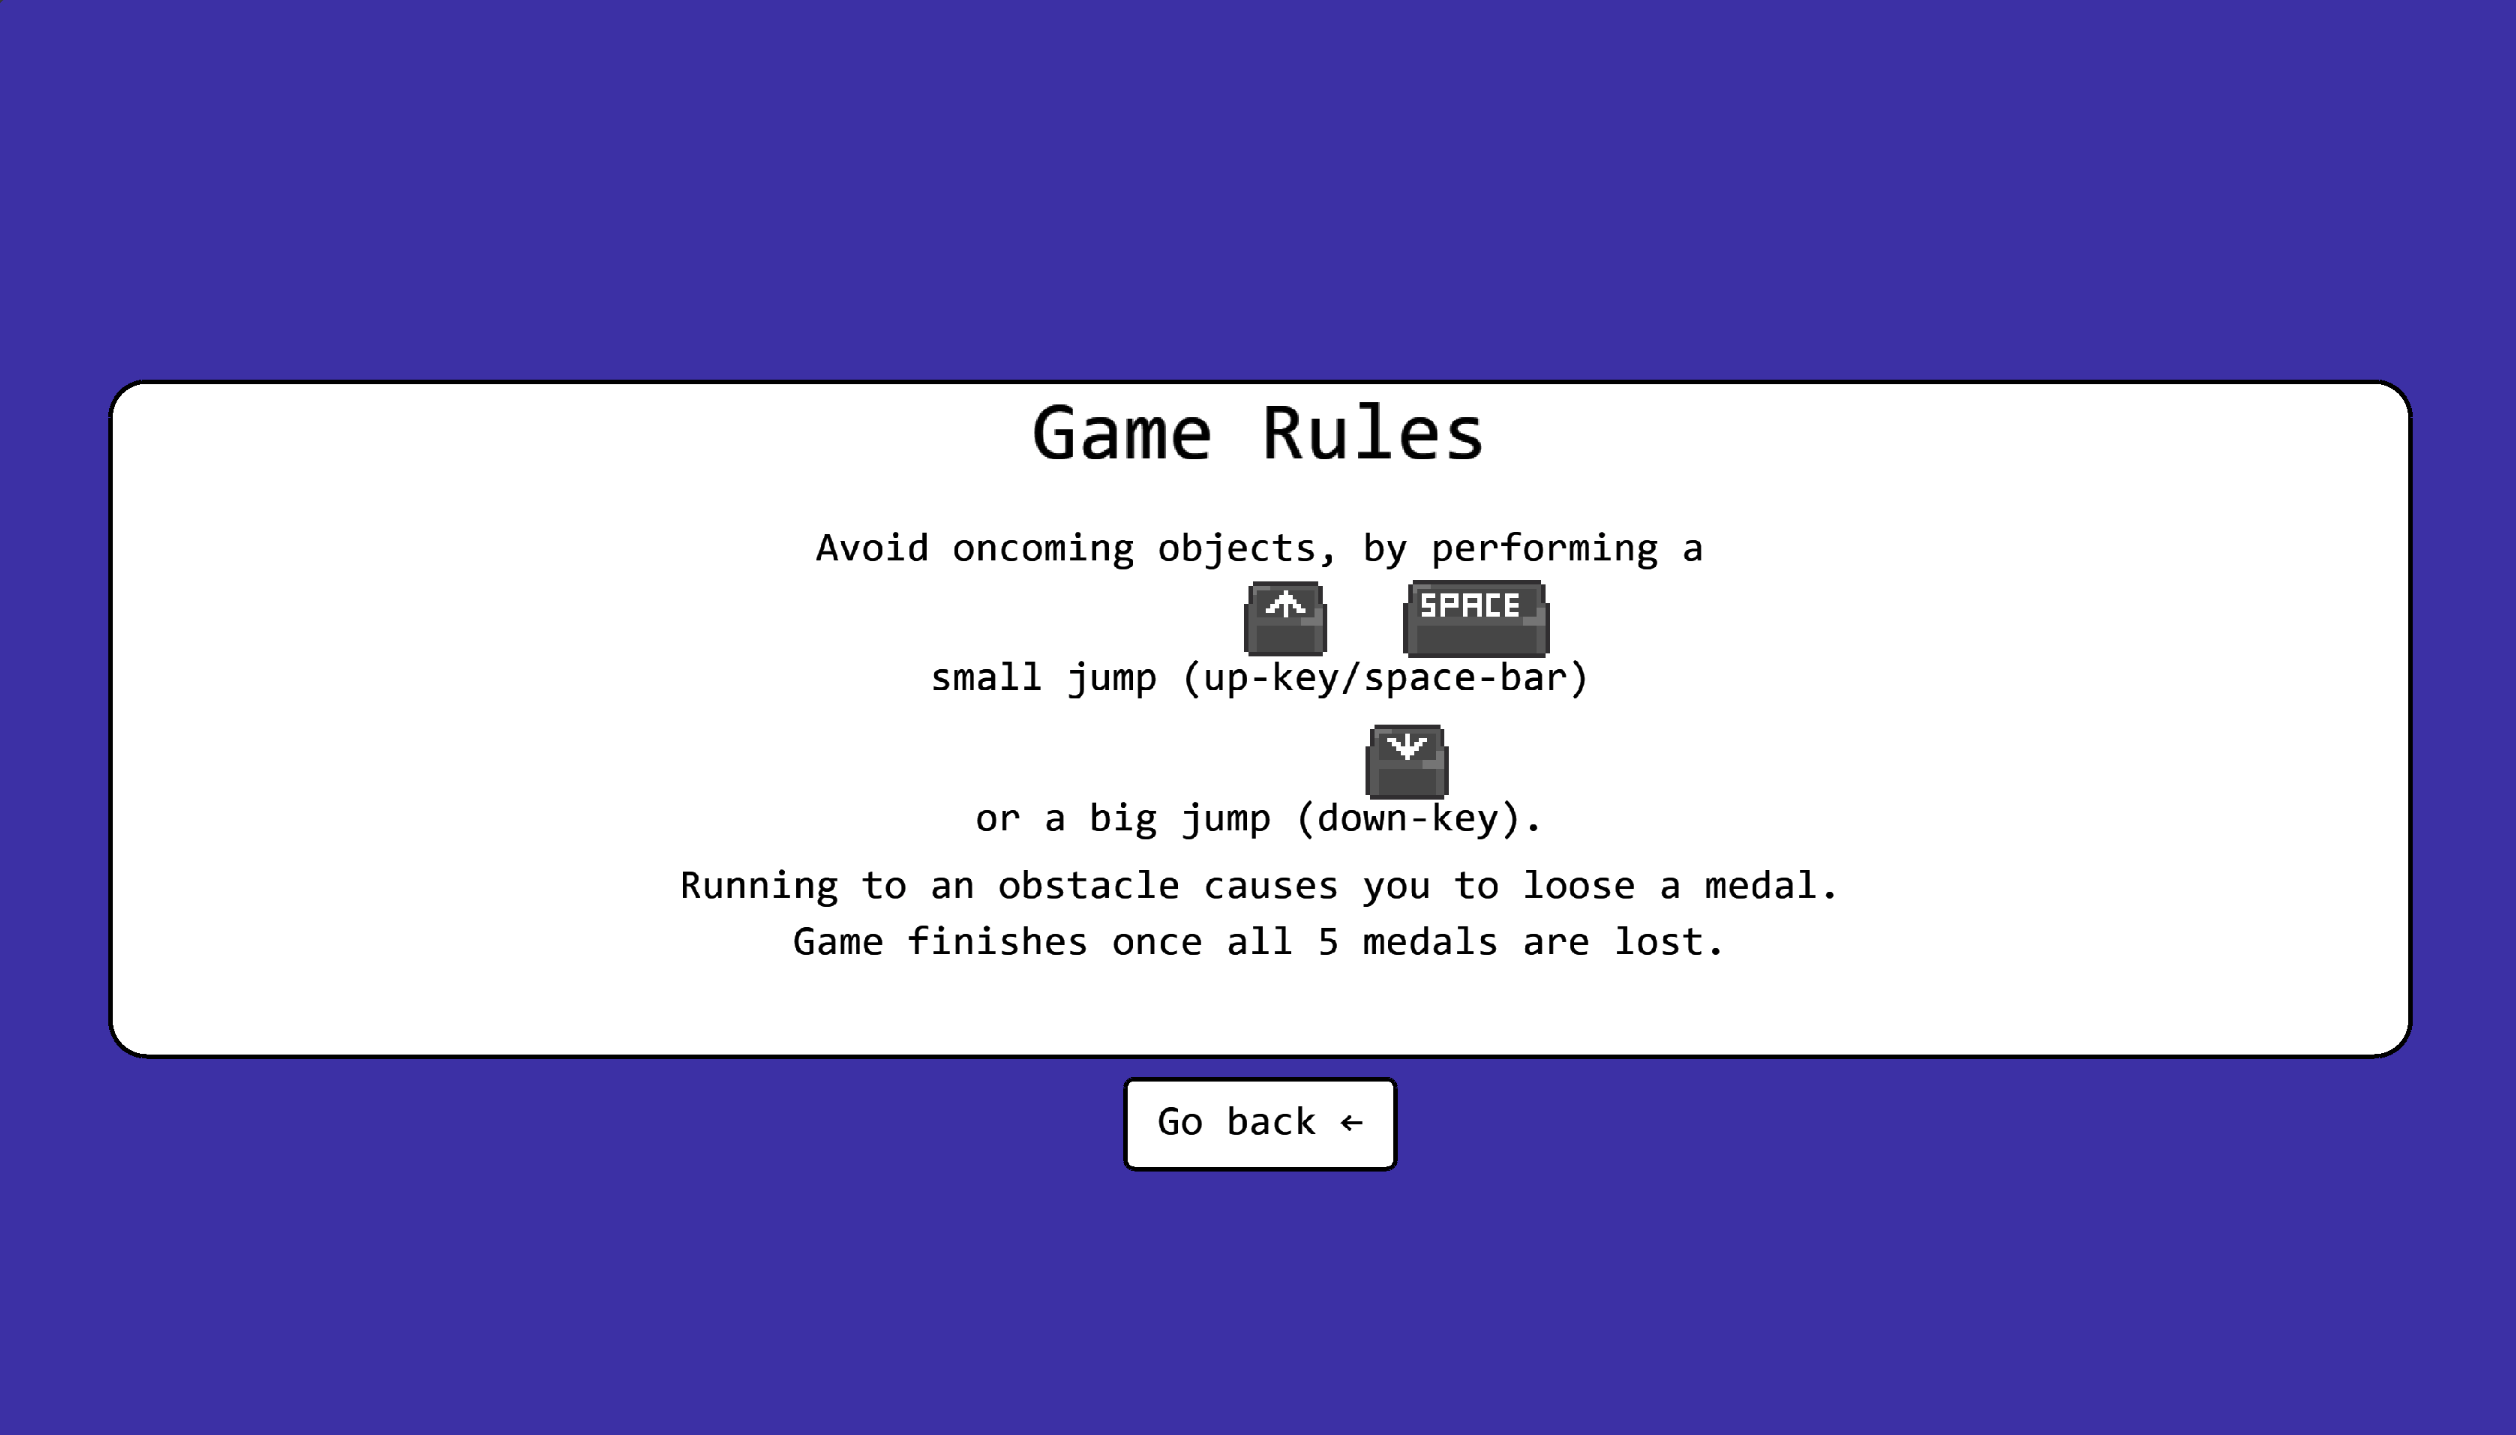 Game Rules
Avoid oncoming objects, by performing a
↑ SPACE
small jump (up-key/space-bar)
↓
or a big jump (down-key).
Running to an obstacle causes you to loose a medal.
Game finishes once all 5 medals are lost.
Go back ←